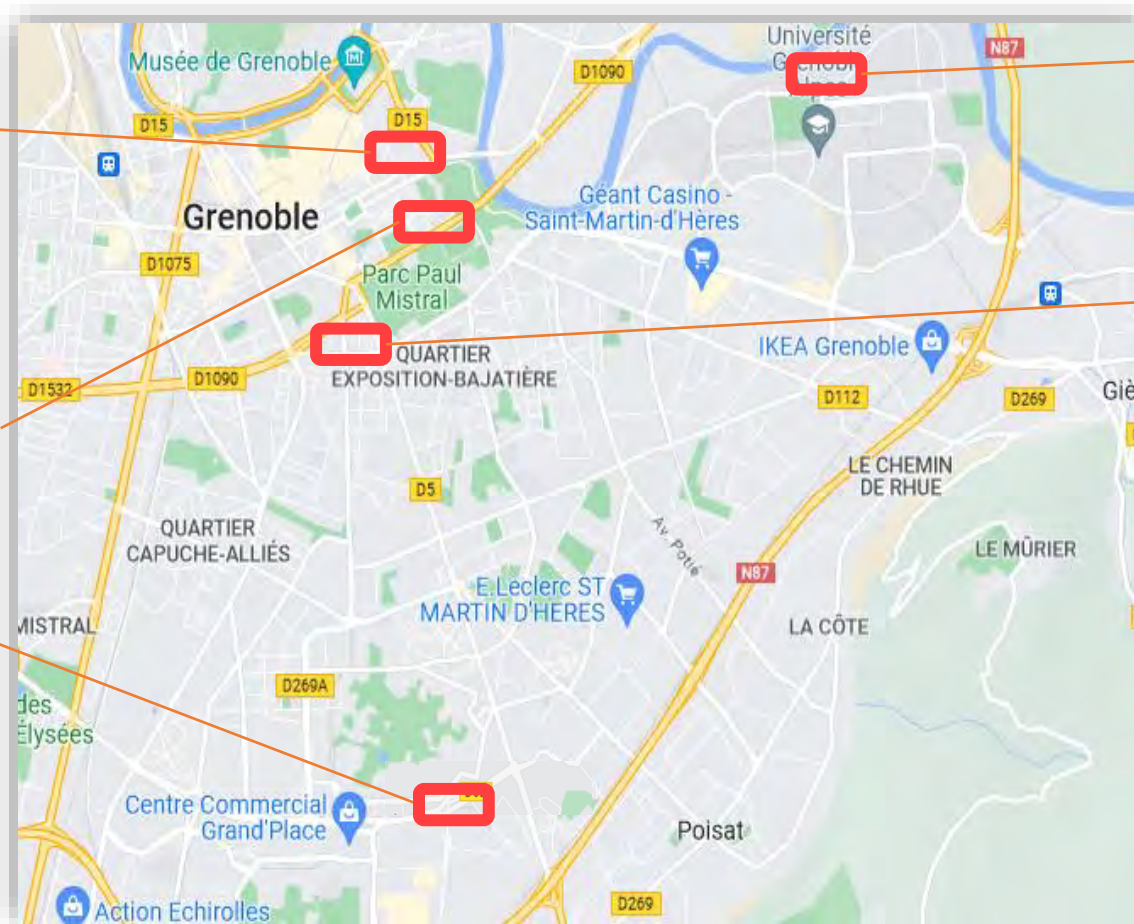 Université
Musée de Grenoble
N87
D1090
D15
D15
Géant Casino -
Saint-Martin-d'Hères
Grenoble
D1075
Parc Paul
Mistral
IKEA Grenoble
QUARTIER
EXPOSITION-BAJATIÈRE
D1090
D1532
D112
D269
Giè
LE CHEMIN
DE RHUE
D5
QUARTIER
CAPUCHE-ALLIÉS
Av. Potié
LE MÛRIER
N87
E.Leclerc ST
MARTIN D'HERES
MISTRAL
LA CÔTE
D269A
des
Élysées
Centre Commercial
Grand'Place
Poisat
D269
Action Echirolles